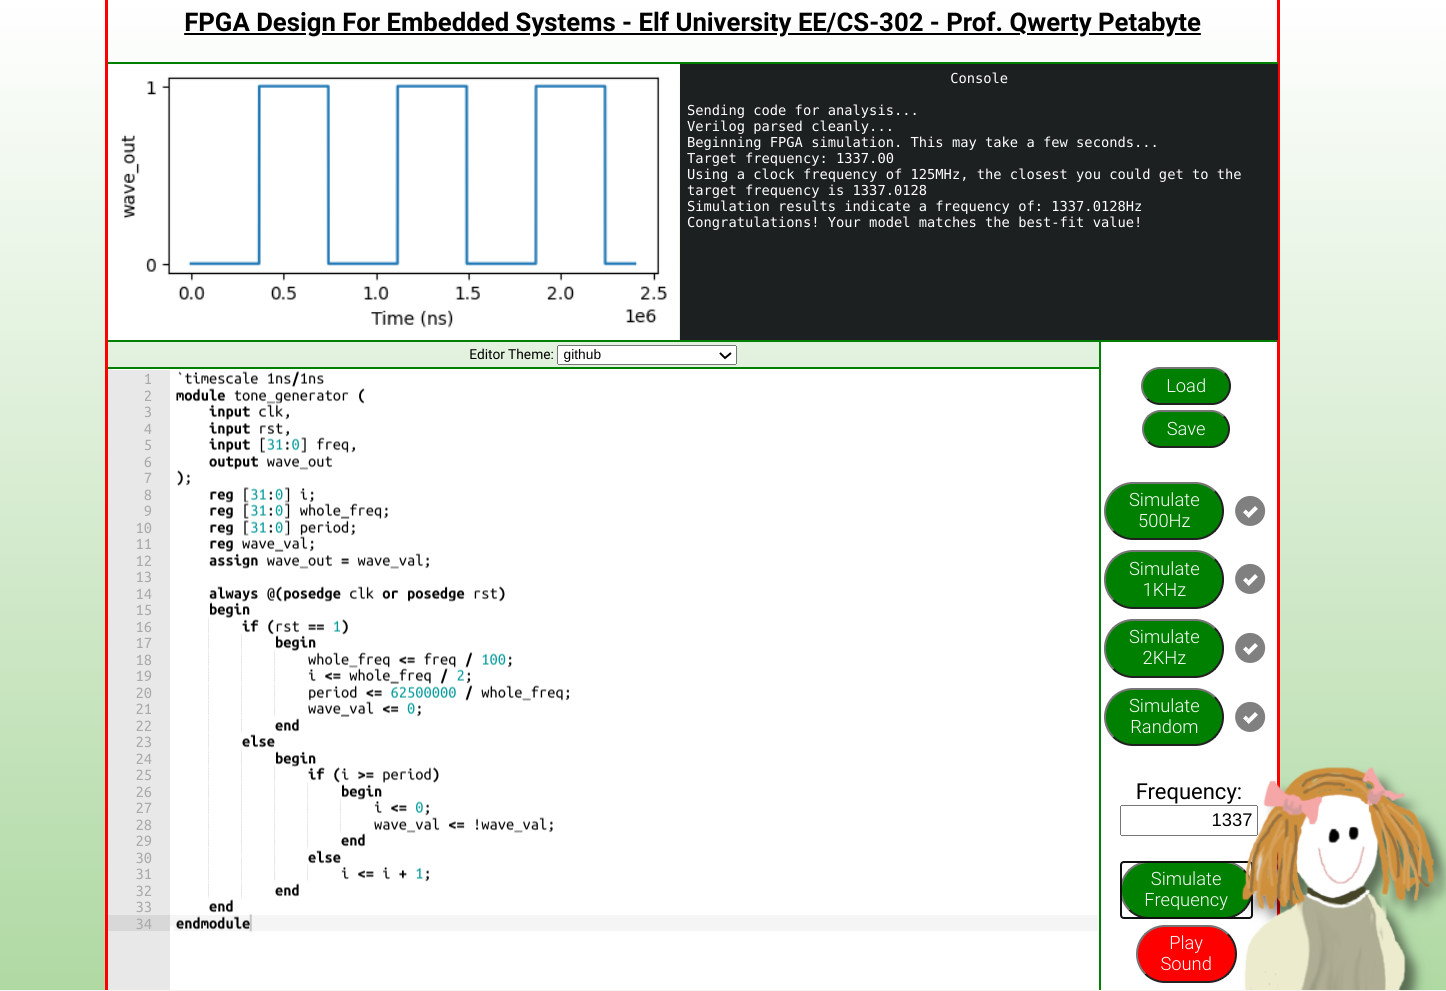 FPGA Design For Embedded Systems - Elf University EE/CS-302 - Prof. Qwerty Petabyte
1
0
wave_out
0.0 0.5 1.0 1.5 2.0 2.5
Time (ns)
1e6
Console
Sending code for analysis...
Verilog parsed cleanly...
Beginning FPGA simulation. This may take a few seconds...
Target frequency: 1337.00
Using a clock frequency of 125MHz, the closest you could get to the
target frequency is 1337.0128
Simulation results indicate a frequency of: 1337.0128Hz
Congratulations! Your model matches the best-fit value!
Editor Theme: github
1 `timescale 1ns/1ns
2 module tone_generator (
3     input clk,
4     input rst,
5     input [31:0] freq,
6     output wave_out
7 );
8     reg [31:0] i;
9     reg [31:0] whole_freq;
10     reg [31:0] period;
11     reg wave_val;
12     assign wave_out = wave_val;
13
14     always @(posedge clk or posedge rst)
15     begin
16         if (rst == 1)
17             begin
18                 whole_freq <= freq / 100;
19                 i <= whole_freq / 2;
20                 period <= 62500000 / whole_freq;
21                 wave_val <= 0;
22             end
23         else
24             begin
25                 if (i >= period)
26                     begin
27                         i <= 0;
28                         wave_val <= !wave_val;
29                     end
30                 else
31                     i <= i + 1;
32             end
33     end
34 endmodule
Load
Save
Simulate
500Hz
Simulate
1KHz
Simulate
2KHz
Simulate
Random
Frequency:
1337
Simulate
Frequency
Play
Sound